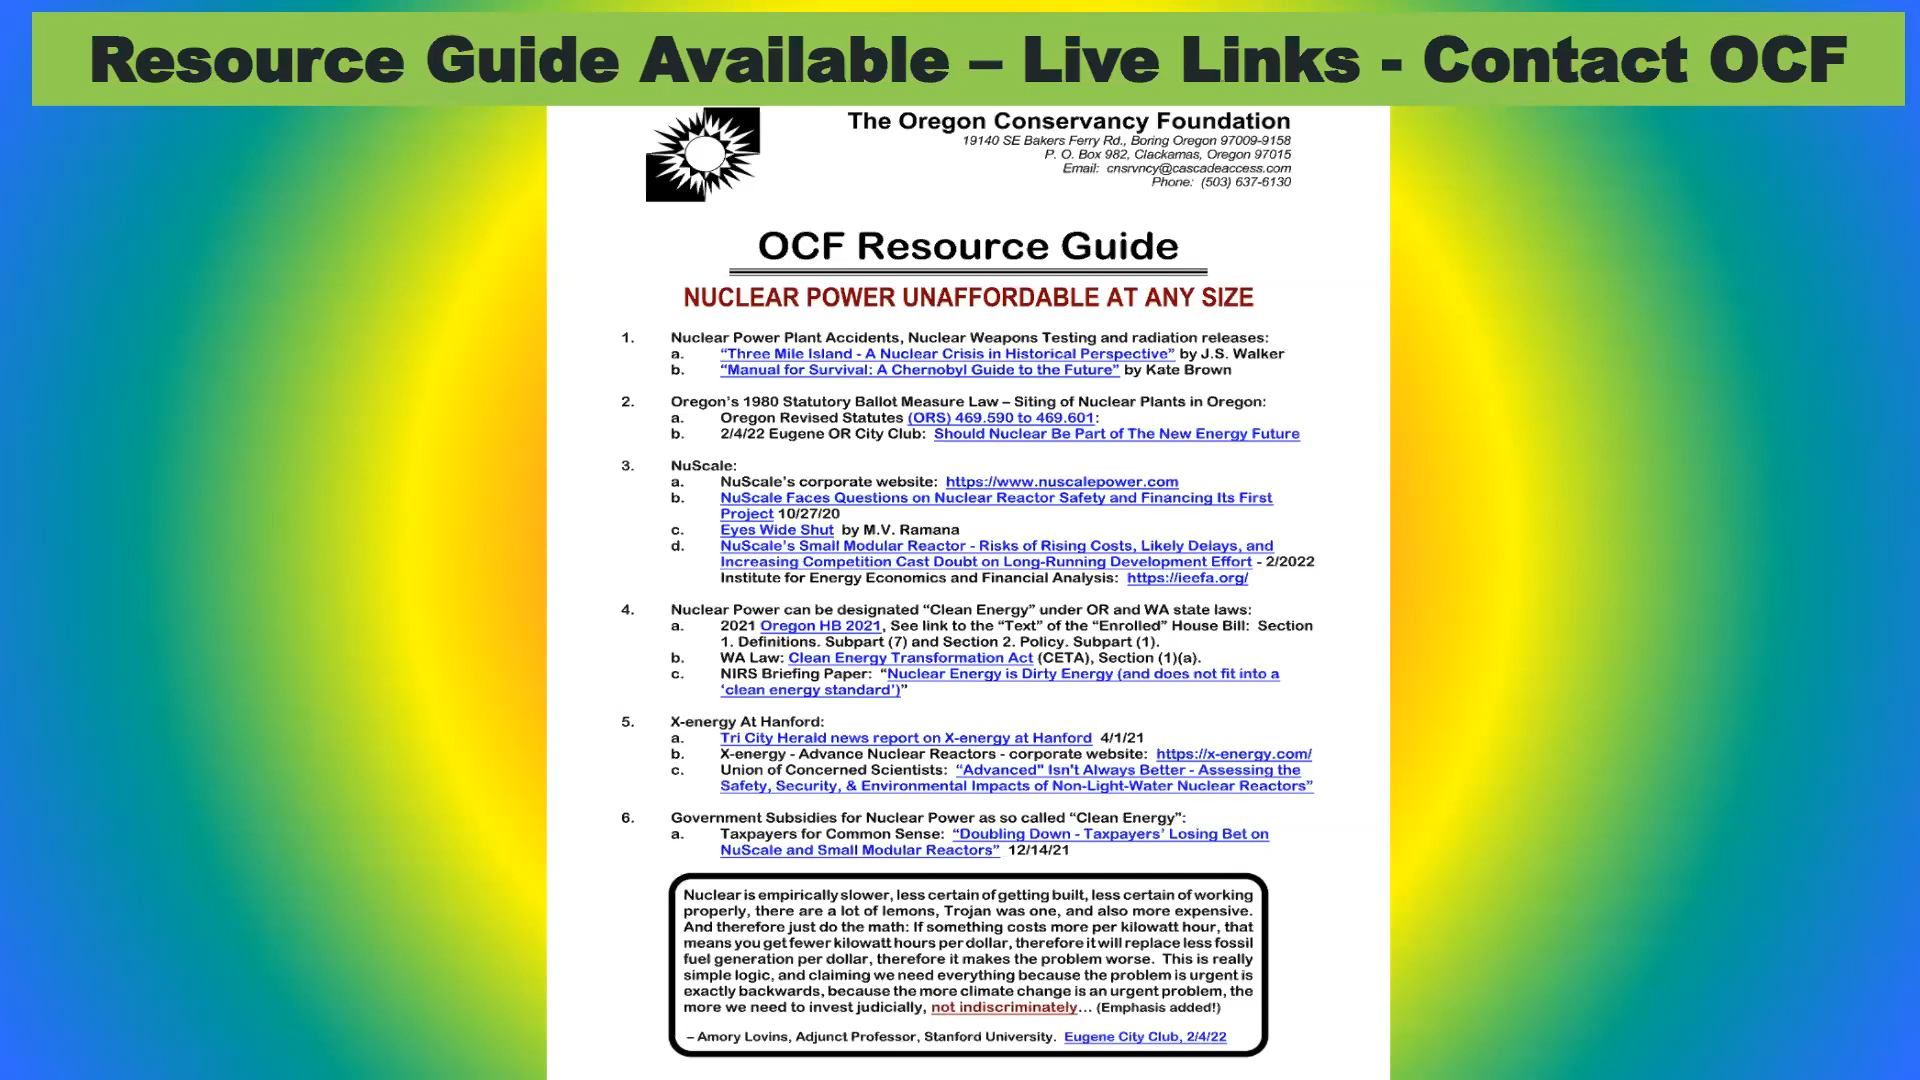 Resource Guide Available – Live Links - Contact OCF
The Oregon Conservancy Foundation
19140 SE Bakers Ferry Rd., Boring Oregon 97009-9158
P. O. Box 982, Clackamas, Oregon 97015
Email: cnsrvncy@cascadeaccess.com
Phone: (503) 637-6130
OCF Resource Guide
NUCLEAR POWER UNAFFORDABLE AT ANY SIZE
1. Nuclear Power Plant Accidents, Nuclear Weapons Testing and radiation releases:
a. “Three Mile Island - A Nuclear Crisis in Historical Perspective” by J.S. Walker
b. “Manual for Survival: A Chernobyl Guide to the Future” by Kate Brown
2. Oregon’s 1980 Statutory Ballot Measure Law – Siting of Nuclear Plants in Oregon:
a. Oregon Revised Statutes (ORS) 469.590 to 469.601:
b. 2/4/22 Eugene OR City Club: Should Nuclear Be Part of The New Energy Future
3. NuScale:
a. NuScale’s corporate website: https://www.nuscalepower.com
b. NuScale Faces Questions on Nuclear Reactor Safety and Financing Its First
Project 10/27/20
c. Eyes Wide Shut by M.V. Ramana
d. NuScale’s Small Modular Reactor - Risks of Rising Costs, Likely Delays, and
Increasing Competition Cast Doubt on Long-Running Development Effort - 2/2022
Institute for Energy Economics and Financial Analysis: https://ieefa.org/
4. Nuclear Power can be designated “Clean Energy” under OR and WA state laws:
a. 2021 Oregon HB 2021, See link to the “Text” of the “Enrolled” House Bill: Section
1. Definitions. Subpart (7) and Section 2. Policy. Subpart (1).
b. WA Law: Clean Energy Transformation Act (CETA), Section (1)(a).
c. NIRS Briefing Paper: “Nuclear Energy is Dirty Energy (and does not fit into a
‘clean energy standard’)”
5. X-energy At Hanford:
a. Tri City Herald news report on X-energy at Hanford 4/1/21
b. X-energy - Advance Nuclear Reactors - corporate website: https://x-energy.com/
c. Union of Concerned Scientists: “Advanced" Isn't Always Better - Assessing the
Safety, Security, & Environmental Impacts of Non-Light-Water Nuclear Reactors”
6. Government Subsidies for Nuclear Power as so called “Clean Energy”:
a. Taxpayers for Common Sense: “Doubling Down - Taxpayers’ Losing Bet on
NuScale and Small Modular Reactors” 12/14/21
Nuclear is empirically slower, less certain of getting built, less certain of working
properly, there are a lot of lemons, Trojan was one, and also more expensive.
And therefore just do the math: If something costs more per kilowatt hour, that
means you get fewer kilowatt hours per dollar, therefore it will replace less fossil
fuel generation per dollar, therefore it makes the problem worse. This is really
simple logic, and claiming we need everything because the problem is urgent is
exactly backwards, because the more climate change is an urgent problem, the
more we need to invest judicially, not indiscriminately… (Emphasis added!)
– Amory Lovins, Adjunct Professor, Stanford University. Eugene City Club, 2/4/22